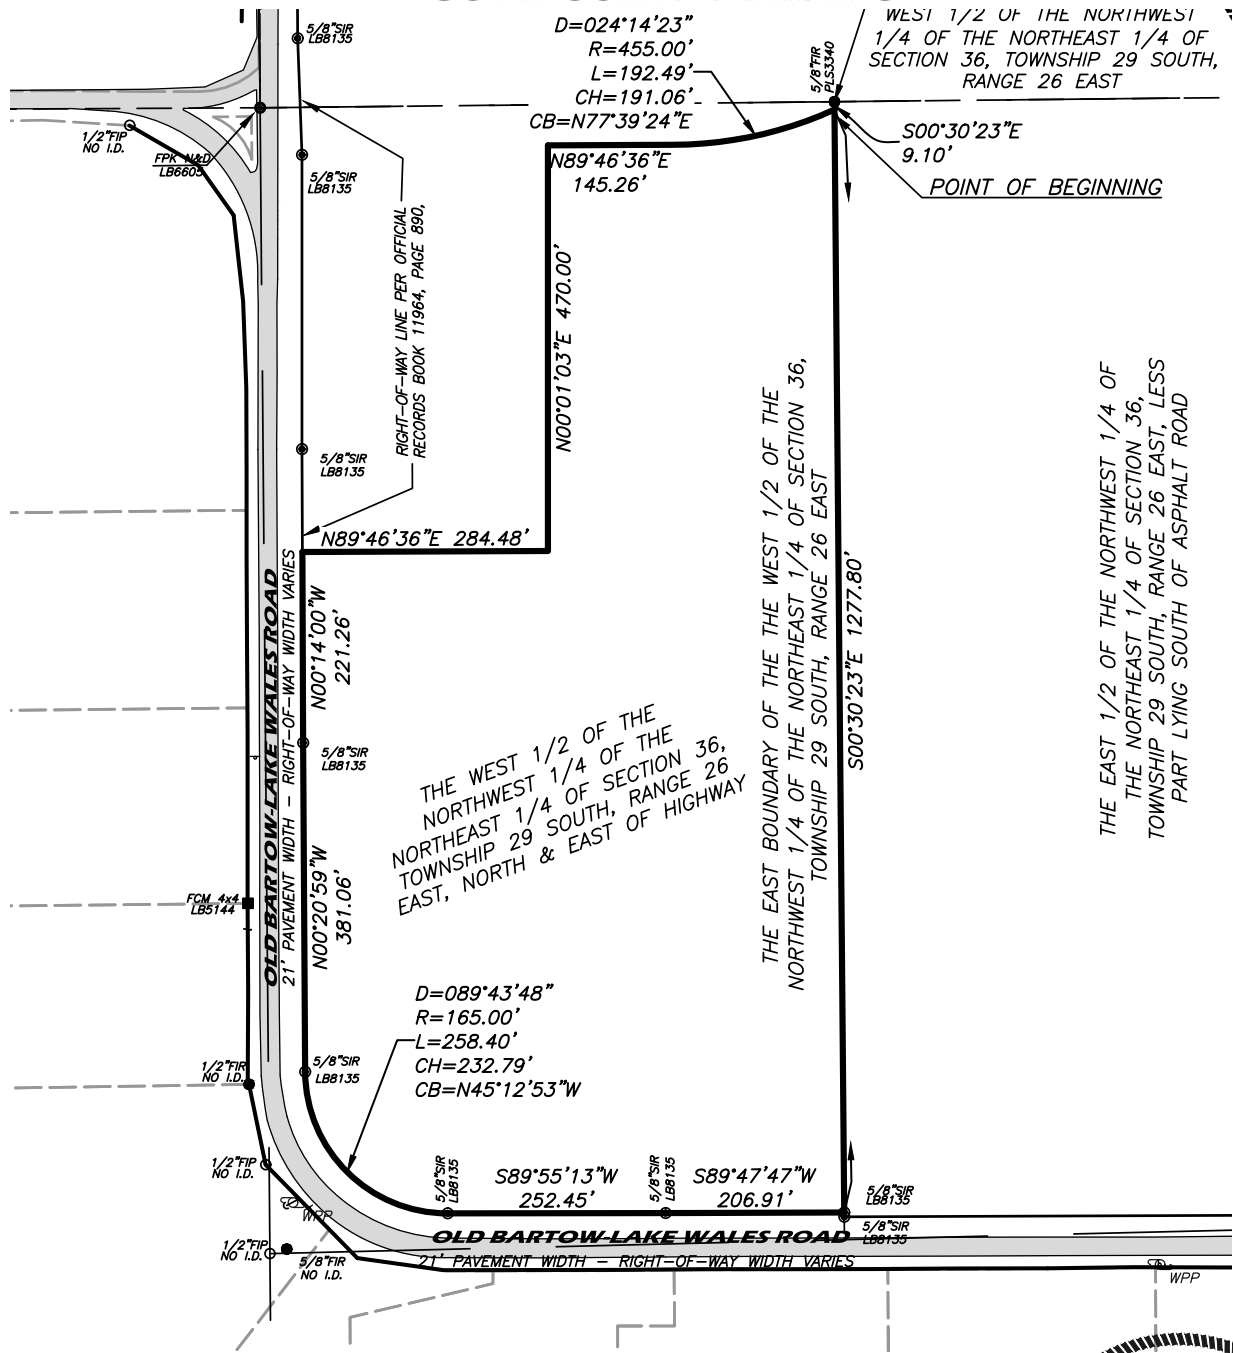 D=024°14'23"
R=455.00'
L=192.49'
CH=191.06'
CB=N77°39'24"E
WEST 1/2 OF THE NORTHWEST
1/4 OF THE NORTHEAST 1/4 OF
SECTION 36, TOWNSHIP 29 SOUTH,
RANGE 26 EAST
5/8"FIR
PLS3340
S00°30'23"E
9.10'
POINT OF BEGINNING
5/8"SIR
LB8135
1/2"FIP
NO I.D.
FPK N&D
LB6605
5/8"SIR
LB8135
N89°46'36"E
145.26'
RIGHT-OF-WAY LINE PER OFFICIAL
RECORDS BOOK 11964, PAGE 890,
N00°01'03"E 470.00'
5/8"SIR
LB8135
N89°46'36"E 284.48'
N00°14'00"W
221.26'
OLD BARTOW-LAKE WALES ROAD
21' PAVEMENT WIDTH - RIGHT-OF-WAY WIDTH VARIES
5/8"SIR
LB8135
THE WEST 1/2 OF THE
NORTHWEST 1/4 OF THE
NORTHEAST 1/4 OF SECTION 36,
TOWNSHIP 29 SOUTH, RANGE 26
EAST, NORTH & EAST OF HIGHWAY
THE EAST BOUNDARY OF THE THE WEST 1/2 OF THE
NORTHWEST 1/4 OF THE NORTHEAST 1/4 OF SECTION 36,
TOWNSHIP 29 SOUTH, RANGE 26 EAST
S00°30'23"E 1277.80'
THE EAST 1/2 OF THE NORTHWEST 1/4 OF
THE NORTHEAST 1/4 OF SECTION 36,
TOWNSHIP 29 SOUTH, RANGE 26 EAST, LESS
PART LYING SOUTH OF ASPHALT ROAD
FCM 4x4
LB5144
N00°20'59"W
381.06'
D=089°43'48"
R=165.00'
L=258.40'
CH=232.79'
CB=N45°12'53"W
1/2"FIR
NO I.D.
5/8"SIR
LB8135
1/2"FIP
NO I.D.
WPP
5/8"SIR
LB8135
S89°55'13"W
252.45'
5/8"SIR
LB8135
S89°47'47"W
206.91'
5/8"SIR
LB8135
5/8"SIR
LB8135
1/2"FIP
NO I.D.
5/8"FIR
NO I.D.
OLD BARTOW-LAKE WALES ROAD
21' PAVEMENT WIDTH - RIGHT-OF-WAY WIDTH VARIES
WPP